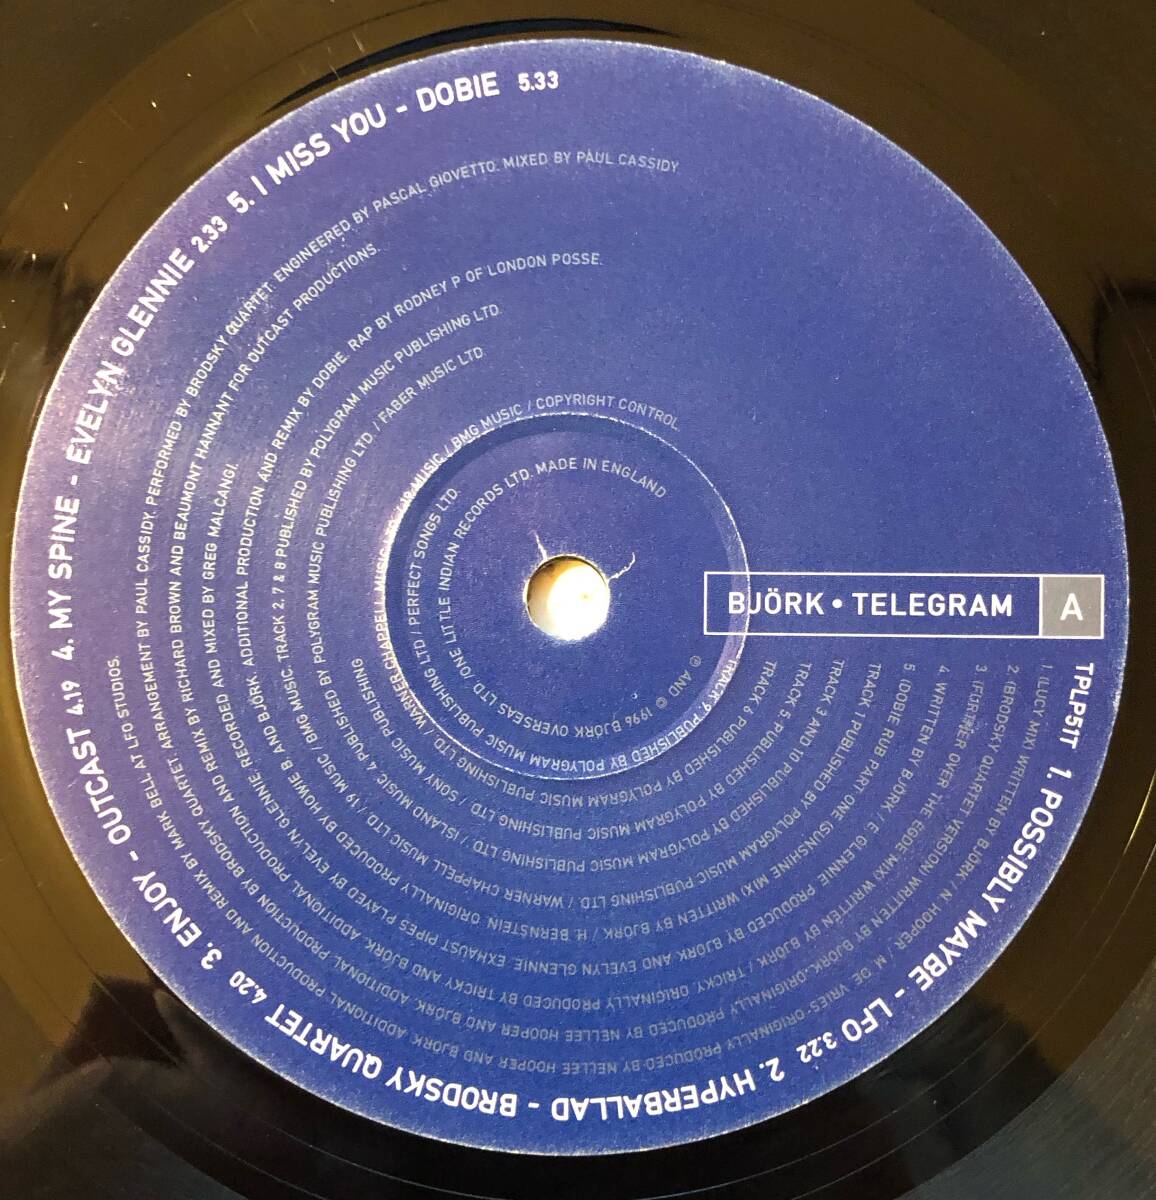 BJÖRK • TELEGRAM A
TPLP51T 1. POSSIBLY MAYBE - LFO 3.22 2. HYPERBALLAD - BRODSKY QUARTET 4.20 3. ENJOY - OUTCAST 4.19 4. MY SPINE - EVELYN GLENNIE 2.33 5. I MISS YOU - DOBIE 5.33
1. (LUCY MIX) WRITTEN BY BJÖRK / N. HOOPER / M. DE. VRIES. ORIGINALLY PRODUCED BY NELLEE HOOPER AND BJÖRK. ADDITIONAL PRODUCTION AND REMIX BY MARK BELL AT LFO STUDIOS.
2. (BRODSKY QUARTET VERSION) WRITTEN BY BJÖRK. ORIGINALLY PRODUCED BY NELLEE HOOPER AND BJÖRK. ADDITIONAL PRODUCTION BY BRODSKY QUARTET. ARRANGEMENT BY PAUL CASSIDY. PERFORMED BY BRODSKY QUARTET. ENGINEERED BY PASCAL GIOVETTO. MIXED BY PAUL CASSIDY
3. (FURTHER OVER THE EDGE MIX) WRITTEN BY BJÖRK / TRICKY. ORIGINALLY PRODUCED BY TRICKY AND BJÖRK. ADDITIONAL PRODUCTION AND REMIX BY RICHARD BROWN AND BEAUMONT HANNANT FOR OUTCAST PRODUCTIONS.
4. WRITTEN BY BJÖRK / E. GLENNIE. PRODUCED BY BJÖRK AND EVELYN GLENNIE. EXHAUST PIPES PLAYED BY EVELYN GLENNIE. RECORDED AND MIXED BY GREG MALCANGI.
5. (DOBIE RUB PART ONE (SUNSHINE MIX) WRITTEN BY BJÖRK / H. BERNSTEIN. ORIGINALLY PRODUCED BY HOWIE B. AND BJÖRK. ADDITIONAL PRODUCTION AND REMIX BY DOBIE. RAP BY RODNEY P OF LONDON POSSE.
TRACK 1 PUBLISHED BY POLYGRAM MUSIC PUBLISHING LTD / WARNER CHAPPELL MUSIC LTD. / 19 MUSIC / BMG MUSIC. TRACK 2, 7 & 8 PUBLISHED BY POLYGRAM MUSIC PUBLISHING LTD.
TRACK 3 AND 10 PUBLISHED BY POLYGRAM MUSIC PUBLISHING LTD / ISLAND MUSIC. 4 PUBLISHED BY POLYGRAM MUSIC PUBLISHING LTD. / FABER MUSIC LTD.
TRACK 5 PUBLISHED BY POLYGRAM MUSIC PUBLISHING LTD. / SONY MUSIC PUBLISHING
TRACK 6 PUBLISHED BY POLYGRAM MUSIC PUBLISHING LTD / WARNER CHAPPELL MUSIC MUSIC / BMG MUSIC / COPYRIGHT CONTROL
TRACK 9 PUBLISHED BY POLYGRAM MUSIC PUBLISHING LTD / PERFECT SONGS LTD.
℗ AND © 1996 BJÖRK OVERSEAS LTD /ONE LITTLE INDIAN RECORDS LTD. MADE IN ENGLAND